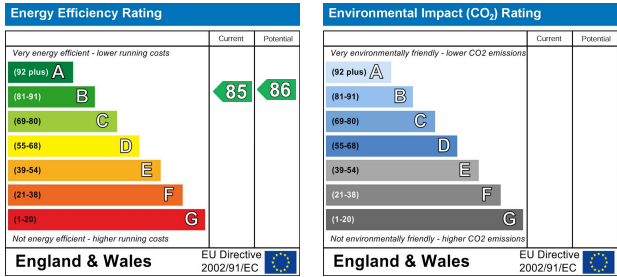 Energy Efficiency Rating
Current Potential
Very energy efficient - lower running costs
(92 plus) A
(81-91) B
85 86
(69-80) C
(55-68) D
(39-54) E
(21-38) F
(1-20) G
Not energy efficient - higher running costs
England & Wales
EU Directive
2002/91/EC
Environmental Impact (CO₂) Rating
Current Potential
Very environmentally friendly - lower CO2 emissions
(92 plus) A
(81-91) B
(69-80) C
(55-68) D
(39-54) E
(21-38) F
(1-20) G
Not environmentally friendly - higher CO2 emissions
England & Wales
EU Directive
2002/91/EC